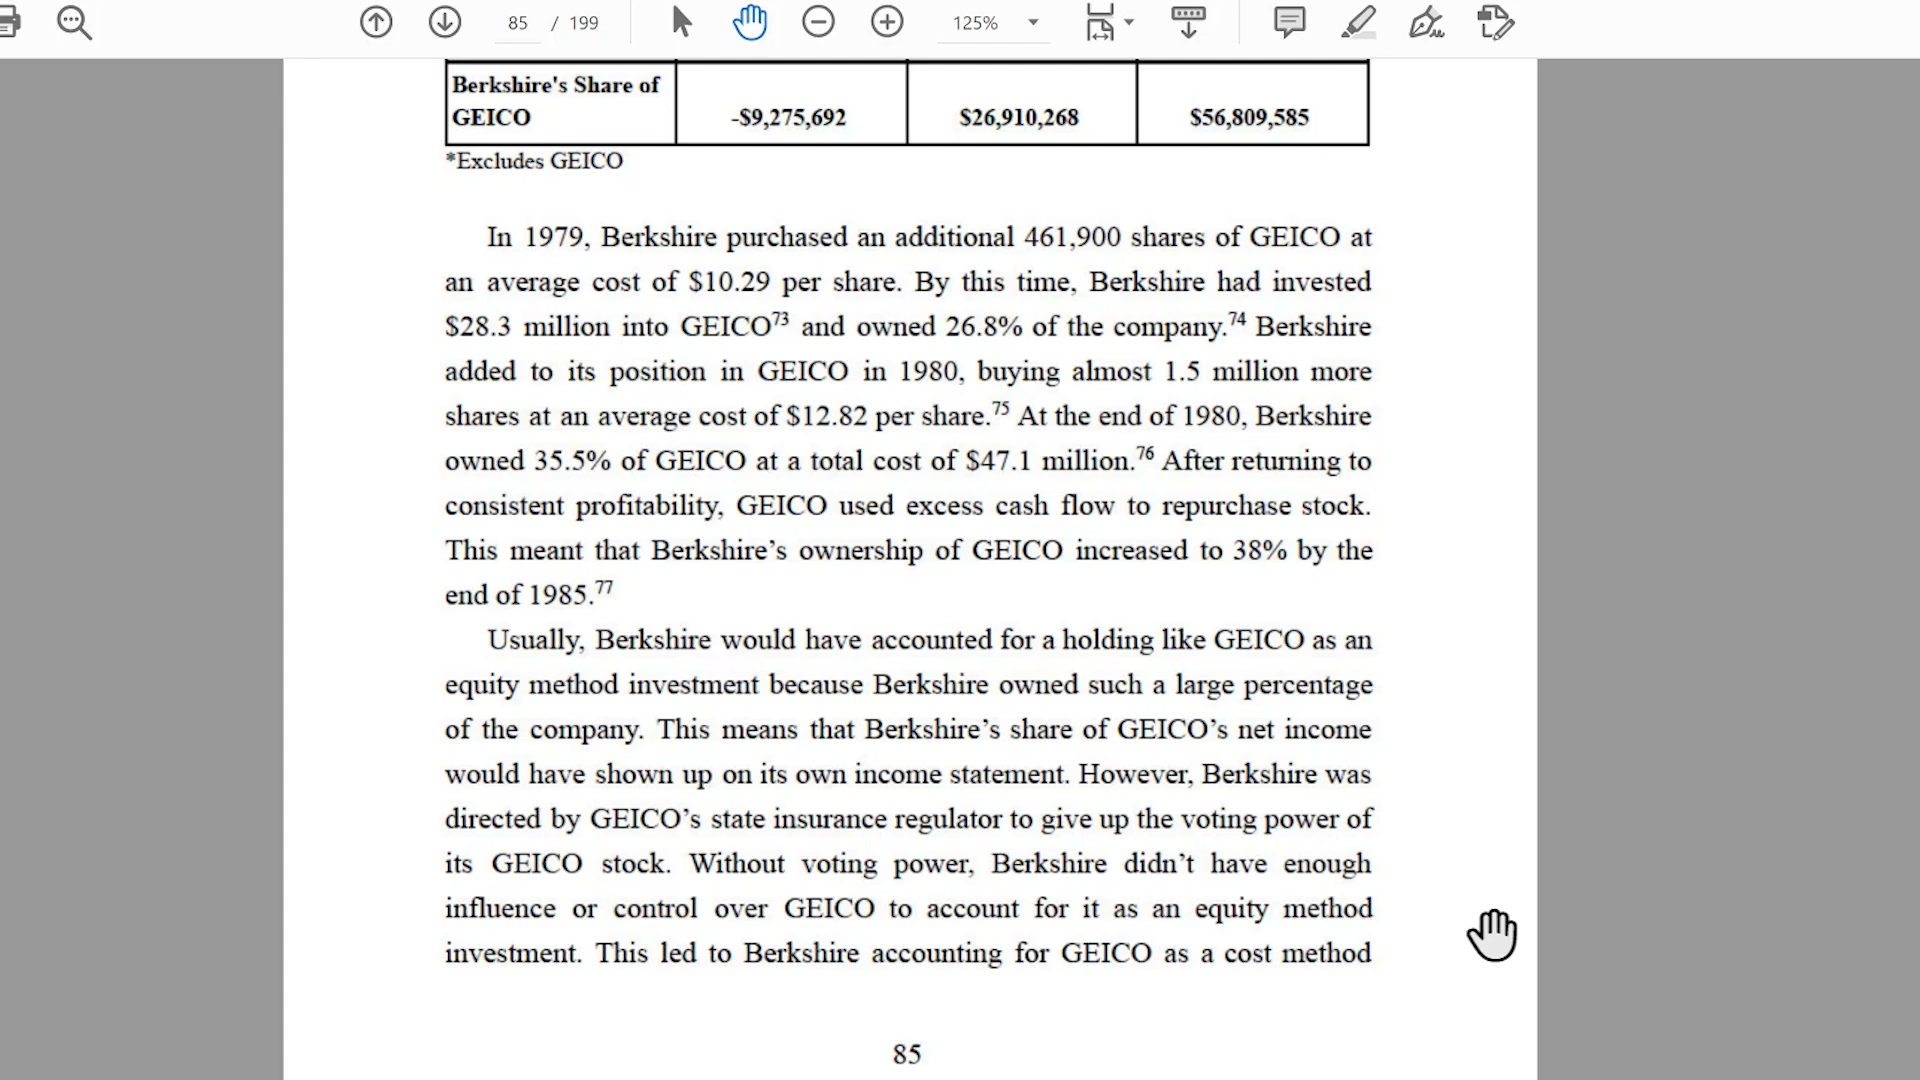 85 / 199 125%
Berkshire's Share of
GEICO -$9,275,692 $26,910,268 $56,809,585
*Excludes GEICO
In 1979, Berkshire purchased an additional 461,900 shares of GEICO at
an average cost of $10.29 per share. By this time, Berkshire had invested
$28.3 million into GEICO73 and owned 26.8% of the company.74 Berkshire
added to its position in GEICO in 1980, buying almost 1.5 million more
shares at an average cost of $12.82 per share.75 At the end of 1980, Berkshire
owned 35.5% of GEICO at a total cost of $47.1 million.76 After returning to
consistent profitability, GEICO used excess cash flow to repurchase stock.
This meant that Berkshire’s ownership of GEICO increased to 38% by the
end of 1985.77
Usually, Berkshire would have accounted for a holding like GEICO as an
equity method investment because Berkshire owned such a large percentage
of the company. This means that Berkshire’s share of GEICO’s net income
would have shown up on its own income statement. However, Berkshire was
directed by GEICO’s state insurance regulator to give up the voting power of
its GEICO stock. Without voting power, Berkshire didn’t have enough
influence or control over GEICO to account for it as an equity method
investment. This led to Berkshire accounting for GEICO as a cost method
85